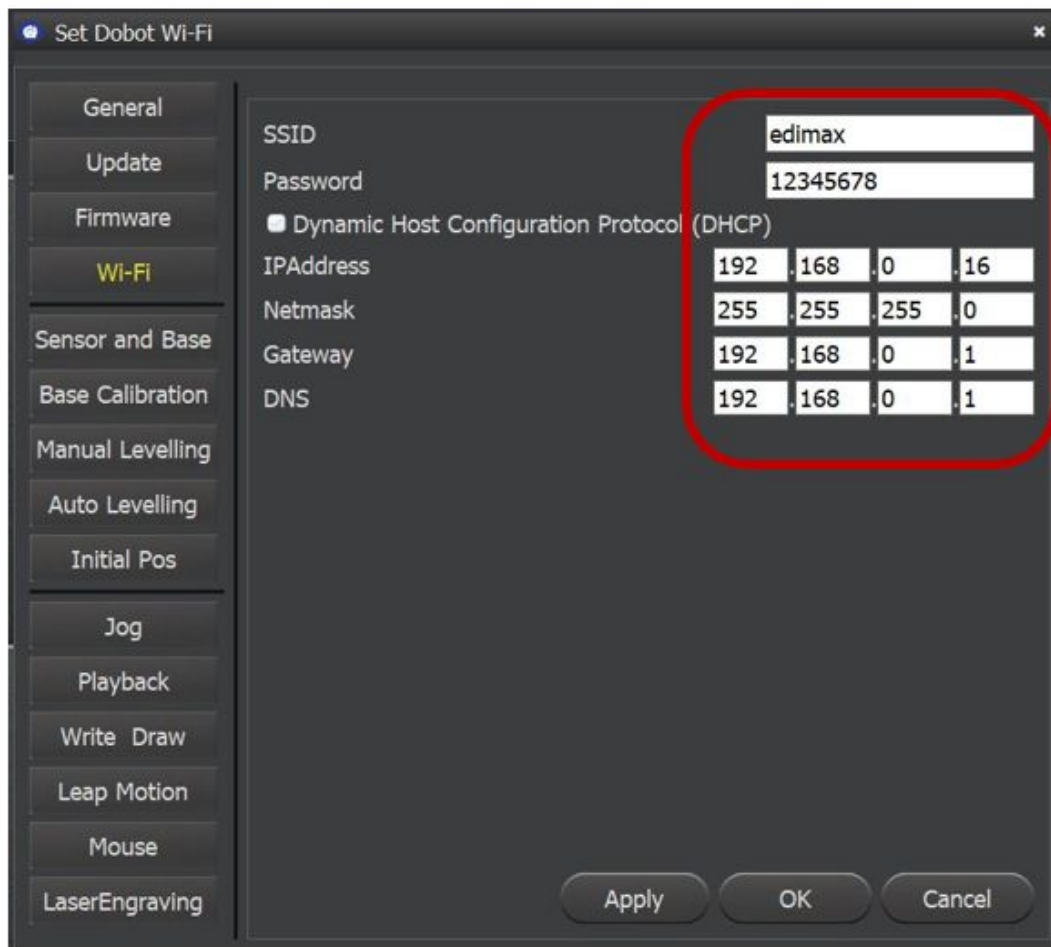 Set Dobot Wi-Fi
General
Update
Firmware
Wi-Fi
Sensor and Base
Base Calibration
Manual Levelling
Auto Levelling
Initial Pos
Jog
Playback
Write Draw
Leap Motion
Mouse
LaserEngraving
SSID edimax
Password 12345678
Dynamic Host Configuration Protocol (DHCP)
IPAddress 192.168.0.16
Netmask 255.255.255.0
Gateway 192.168.0.1
DNS 192.168.0.1
Apply OK Cancel